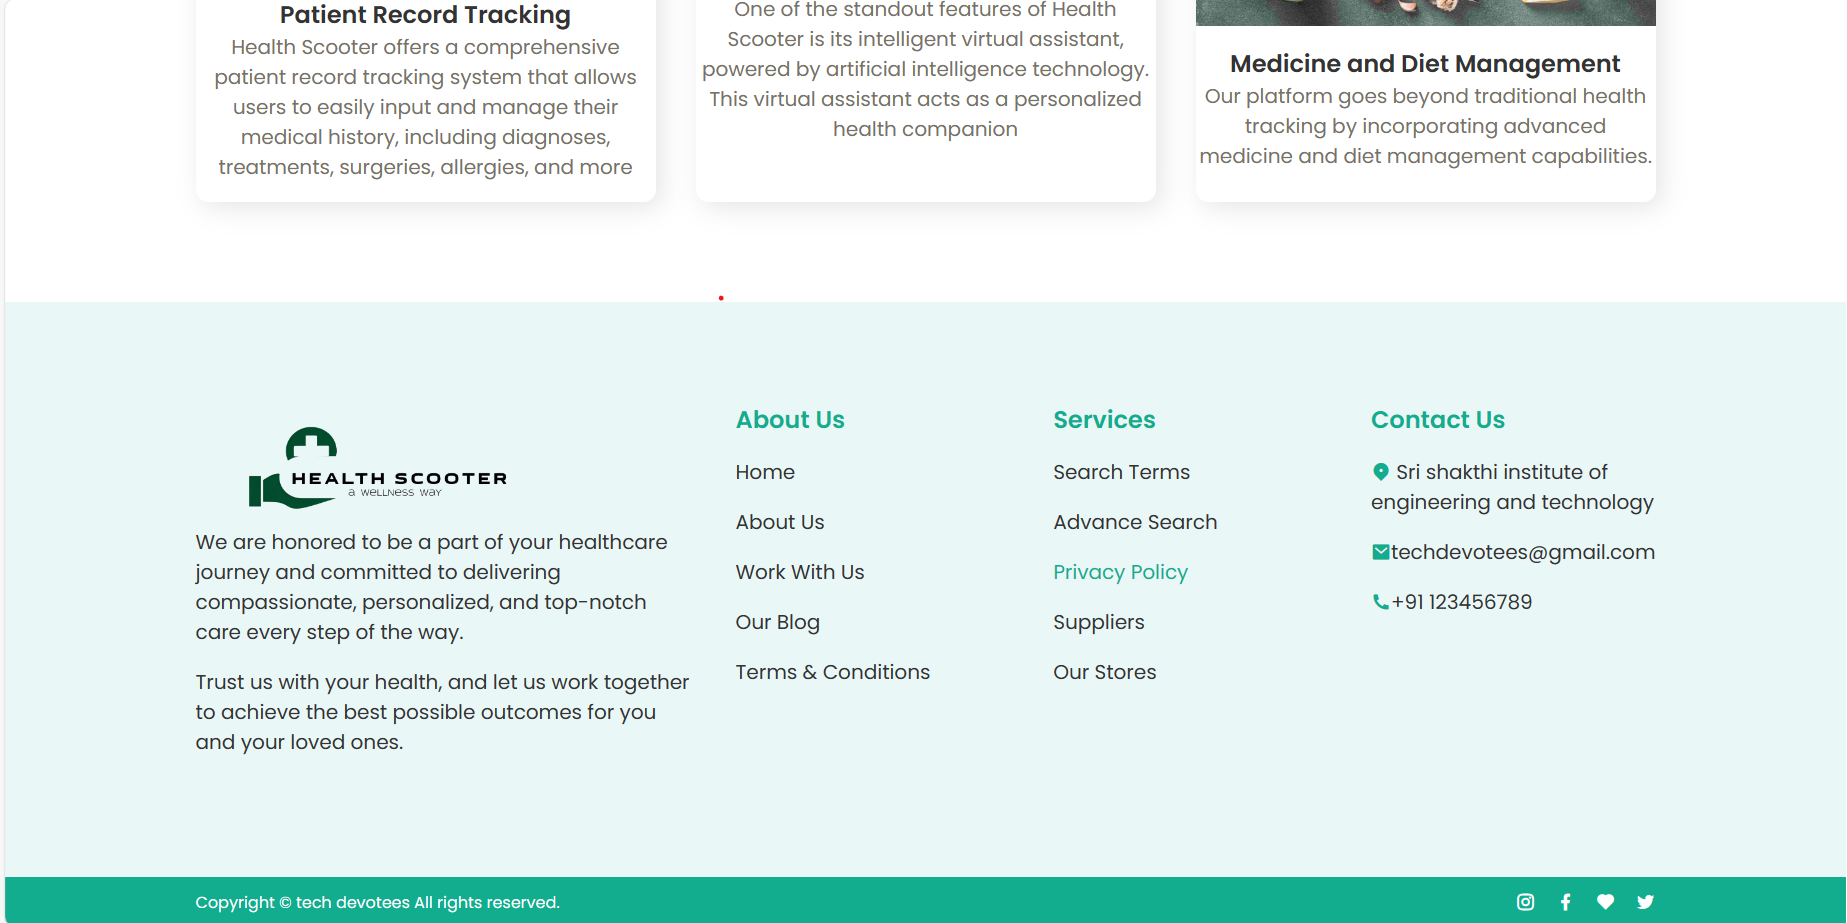 Patient Record Tracking
Health Scooter offers a comprehensive
patient record tracking system that allows
users to easily input and manage their
medical history, including diagnoses,
treatments, surgeries, allergies, and more
One of the standout features of Health
Scooter is its intelligent virtual assistant,
powered by artificial intelligence technology.
This virtual assistant acts as a personalized
health companion
Medicine and Diet Management
Our platform goes beyond traditional health
tracking by incorporating advanced
medicine and diet management capabilities.
HEALTH SCOOTER
a WELLNESS WAY
We are honored to be a part of your healthcare
journey and committed to delivering
compassionate, personalized, and top-notch
care every step of the way.
Trust us with your health, and let us work together
to achieve the best possible outcomes for you
and your loved ones.
About Us
Home
About Us
Work With Us
Our Blog
Terms & Conditions
Services
Search Terms
Advance Search
Privacy Policy
Suppliers
Our Stores
Contact Us
Sri shakthi institute of
engineering and technology
techdevotees@gmail.com
+91 123456789
Copyright © tech devotees All rights reserved.